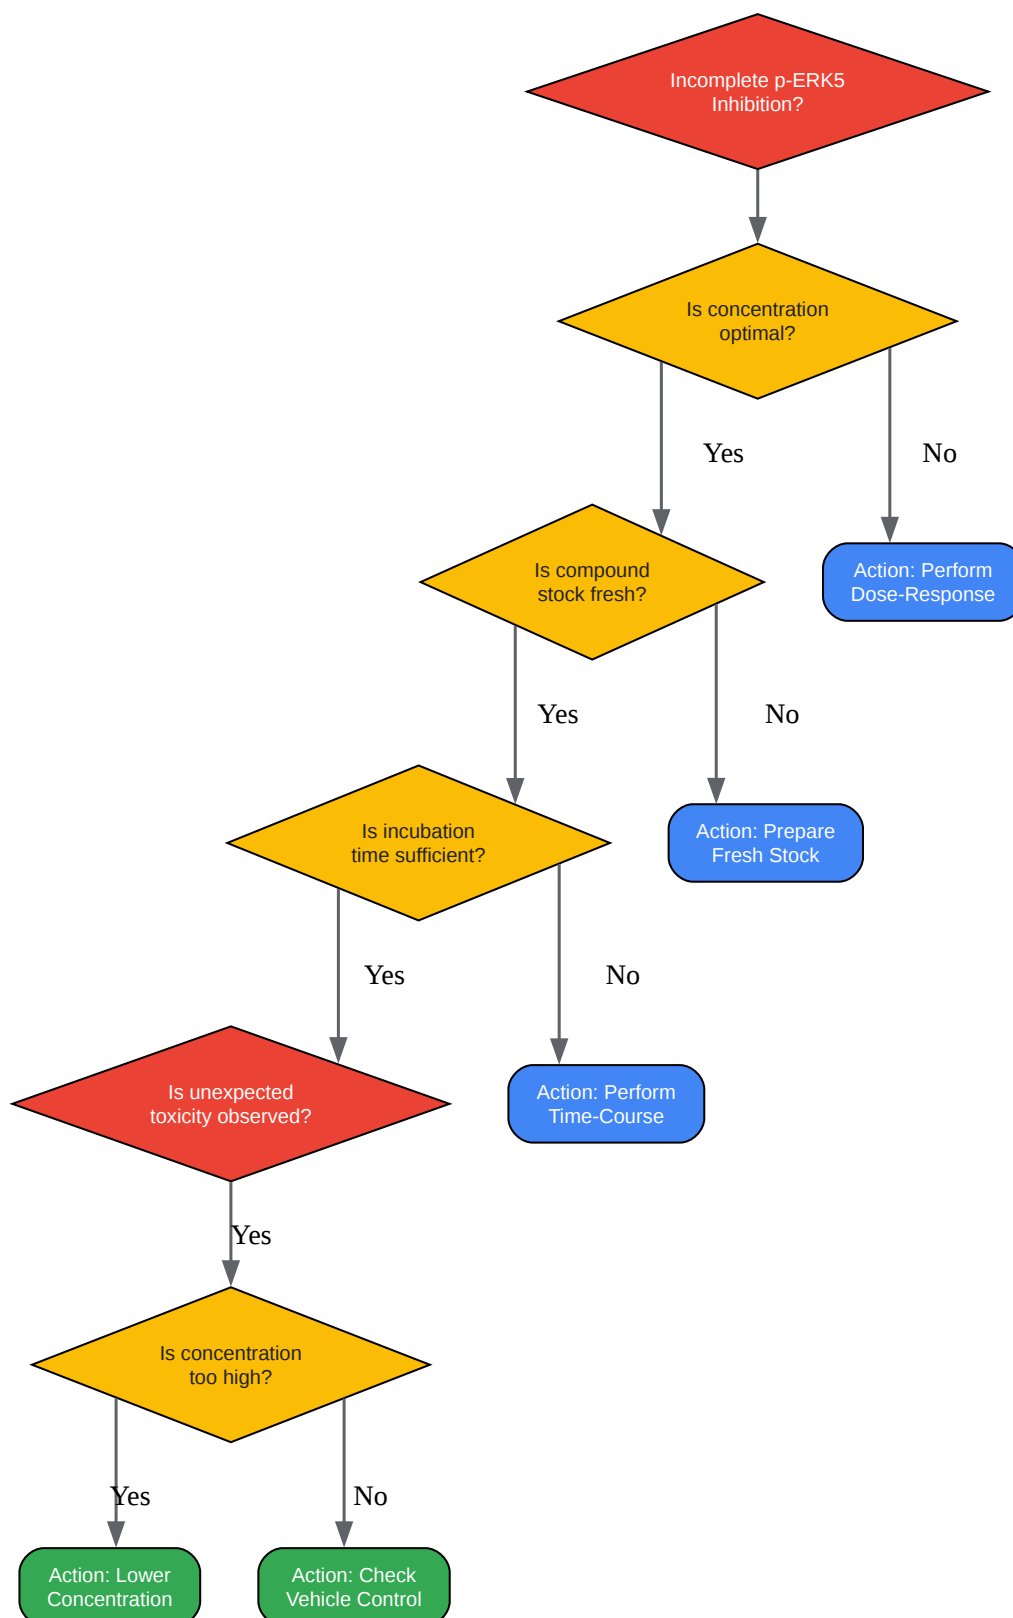 Incomplete p-ERK5
Inhibition?
Is concentration
optimal?
Yes
No
Is compound
stock fresh?
Action: Perform
Dose-Response
Yes
No
Is incubation
time sufficient?
Action: Prepare
Fresh Stock
Yes
No
Is unexpected
toxicity observed?
Action: Perform
Time-Course
Yes
Is concentration
too high?
Yes
No
Action: Lower
Concentration
Action: Check
Vehicle Control